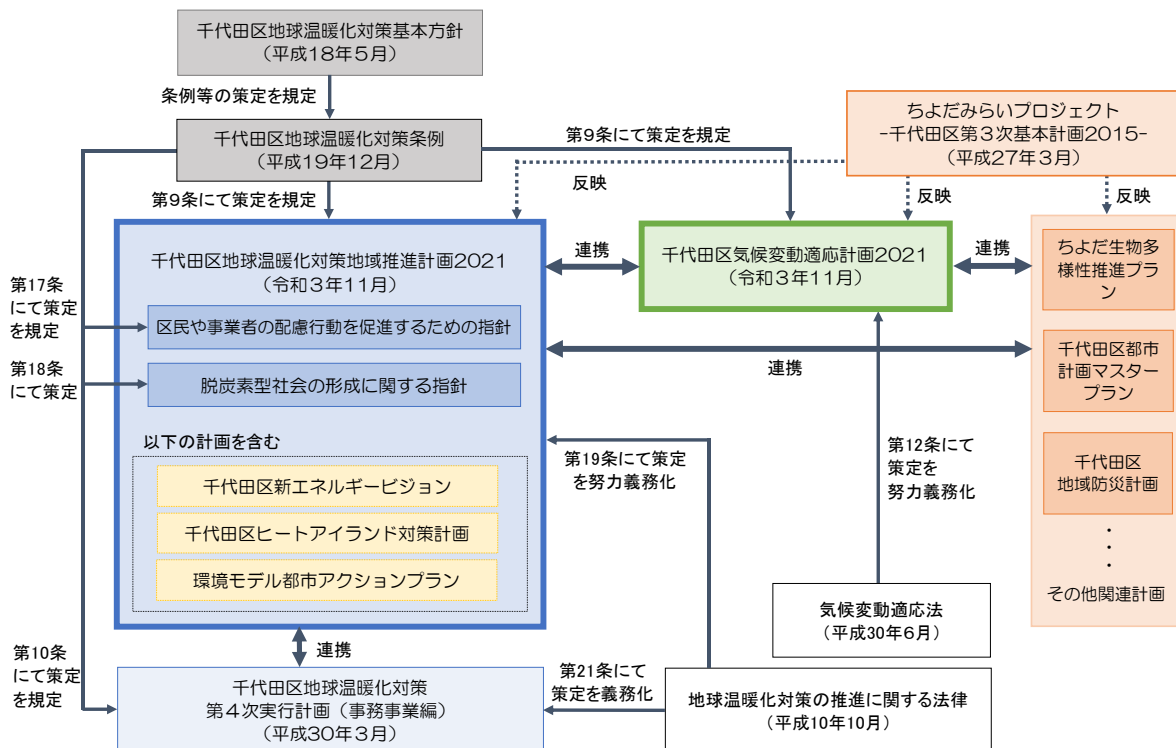 千代田区地球温暖化対策基本方針
（平成18年5月）
条例等の策定を規定
千代田区地球温暖化対策条例
（平成19年12月）
第9条にて策定を規定
第9条にて策定を規定
ちよだみらいプロジェクト
-千代田区第３次基本計画2015-
（平成27年３月）
反映
反映
反映
千代田区地球温暖化対策地域推進計画2021
（令和３年11月）
連携
千代田区気候変動適応計画2021
（令和３年11月）
連携
ちよだ生物多
様性推進プラ
ン
第17条
にて策定
を規定
区民や事業者の配慮行動を促進するための指針
連携
千代田区都市
計画マスター
プラン
第18条
にて策定
脱炭素型社会の形成に関する指針
以下の計画を含む
千代田区新エネルギービジョン
千代田区ヒートアイランド対策計画
環境モデル都市アクションプラン
第19条にて策定
を努力義務化
第12条にて
策定を
努力義務化
千代田区
地域防災計画
・
・
・
その他関連計画
気候変動適応法
（平成30年６月）
連携
第10条
にて策定
を規定
千代田区地球温暖化対策
第４次実行計画（事務事業編）
（平成30年３月）
第21条にて
策定を義務化
地球温暖化対策の推進に関する法律
（平成10年10月）